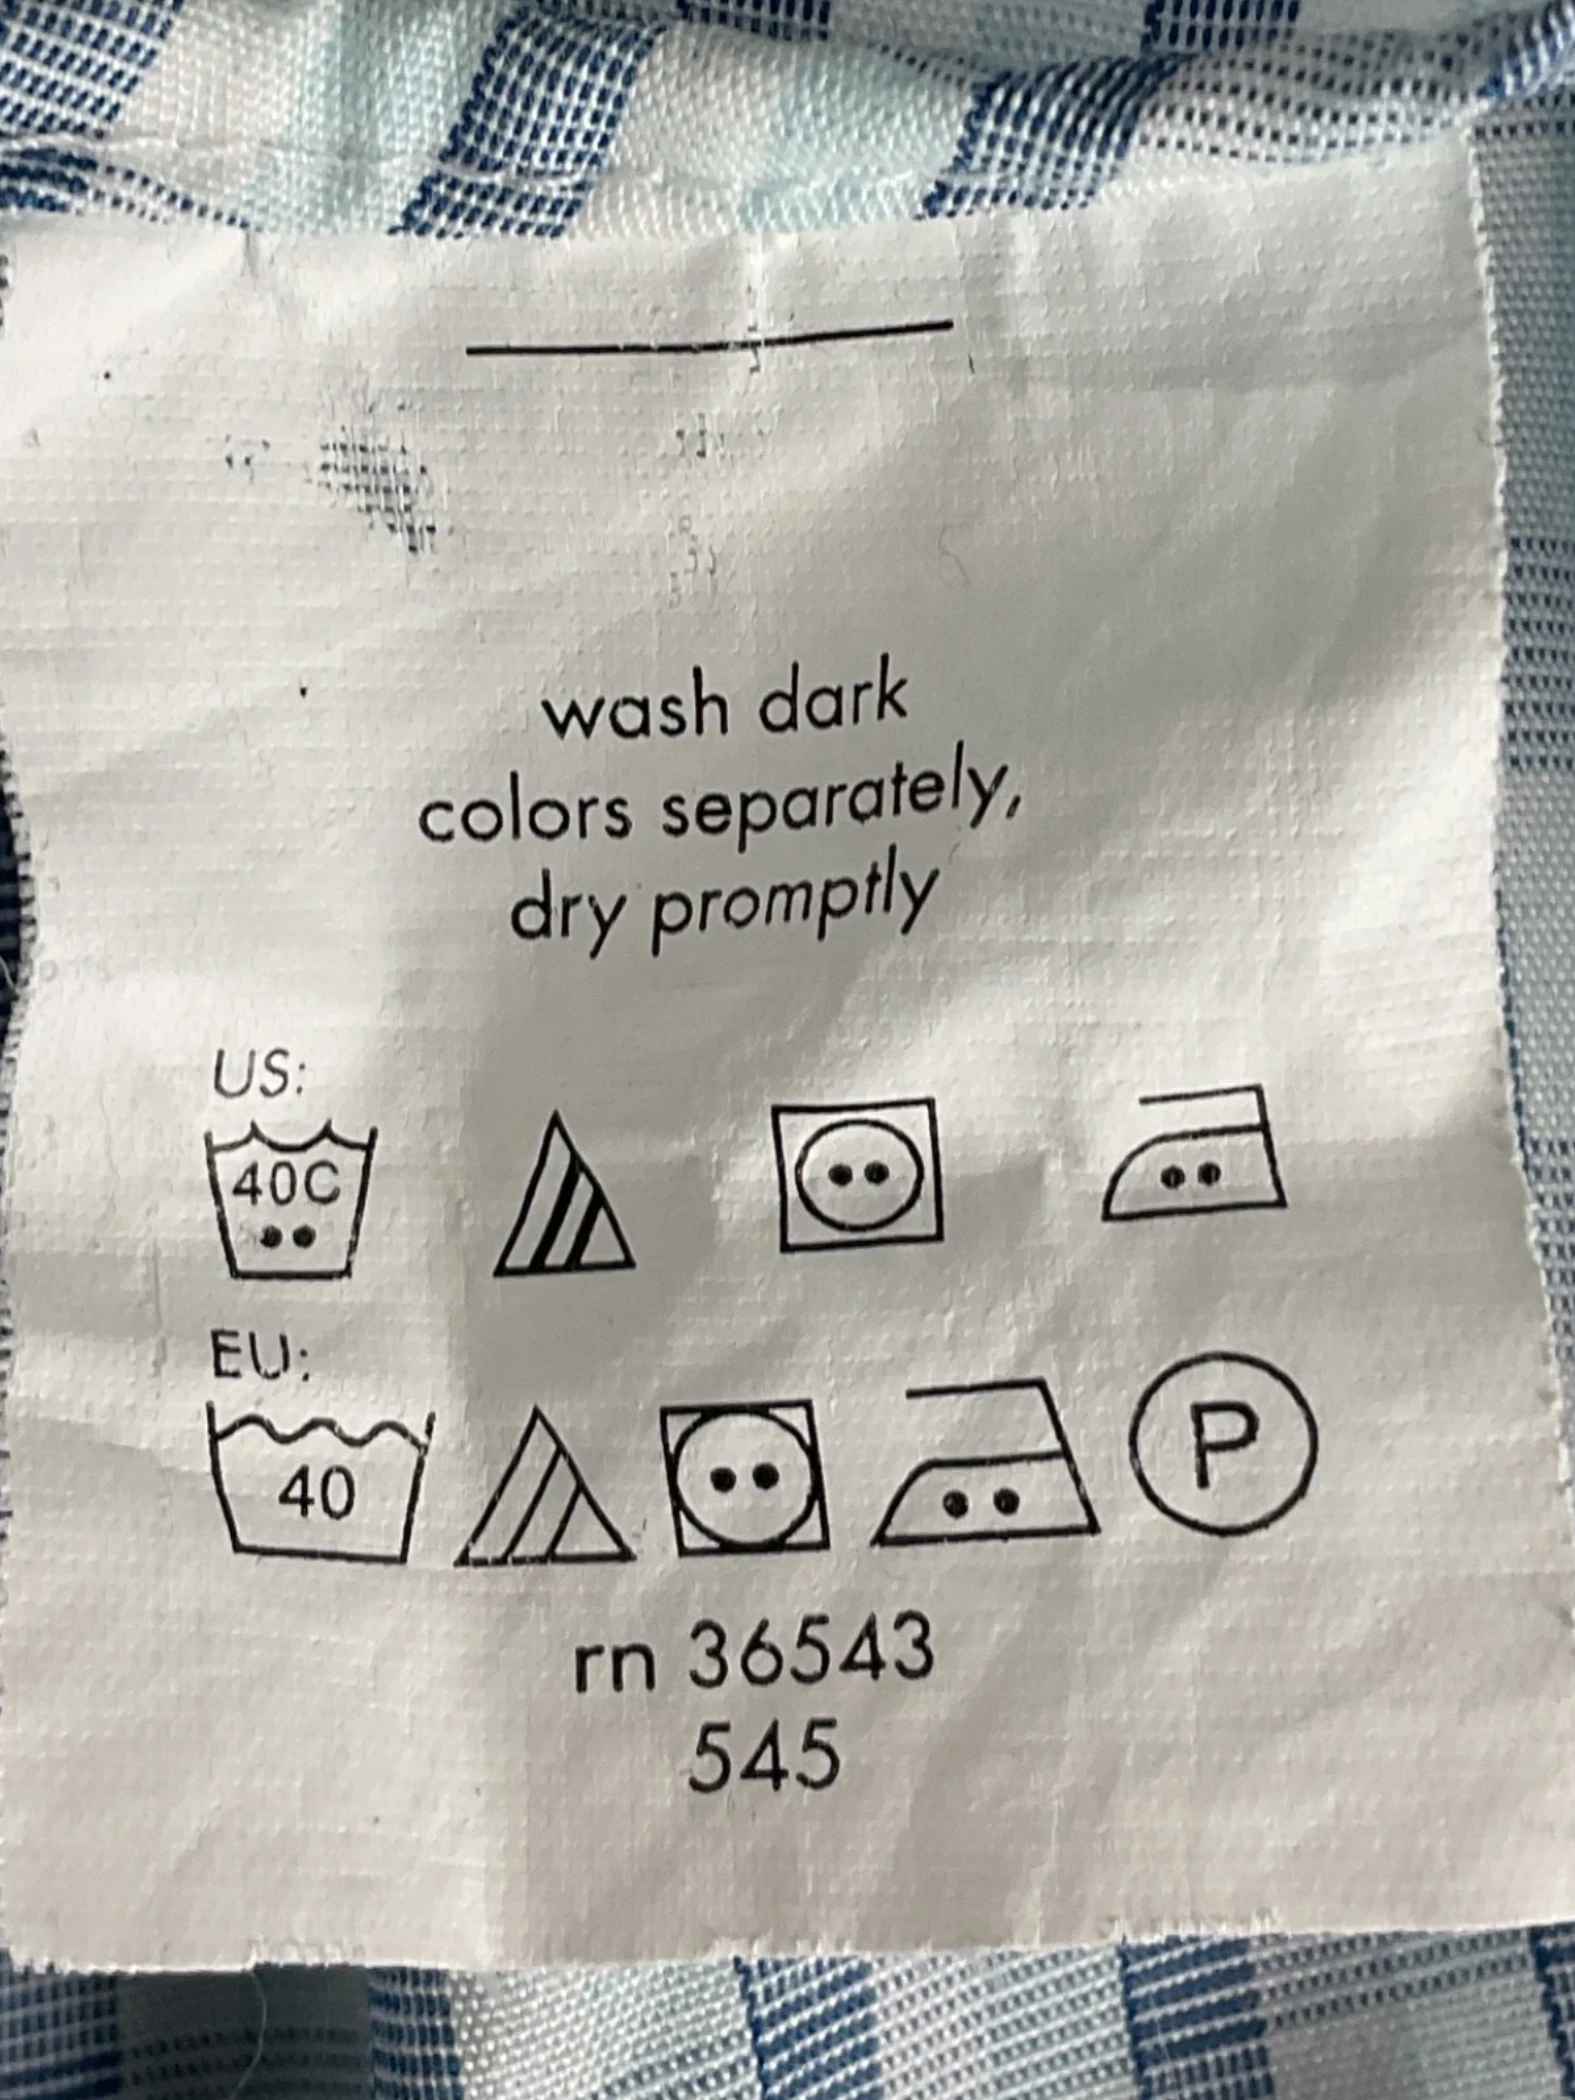 wash dark
colors separately,
dry promptly
US:
40C
EU:
40
P
rn 36543
545